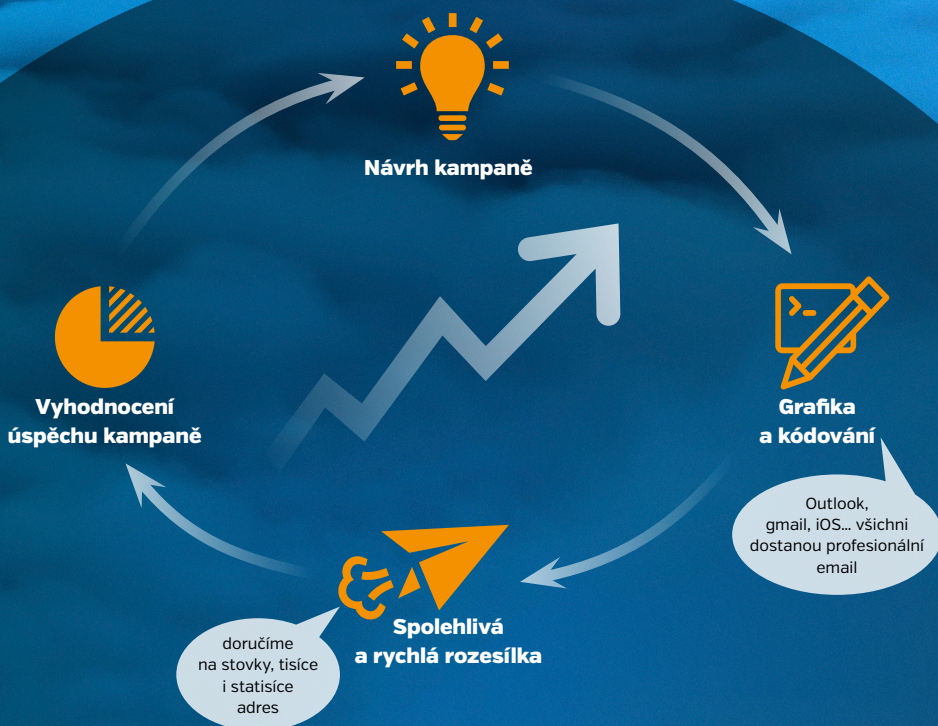 Návrh kampaně
Grafika
a kódování
Outlook,
gmail, iOS... všichni
dostanou profesionální
email
Spolehlivá
a rychlá rozesílka
doručíme
na stovky, tisíce
i statisíce
adres
Vyhodnocení
úspěchu kampaně